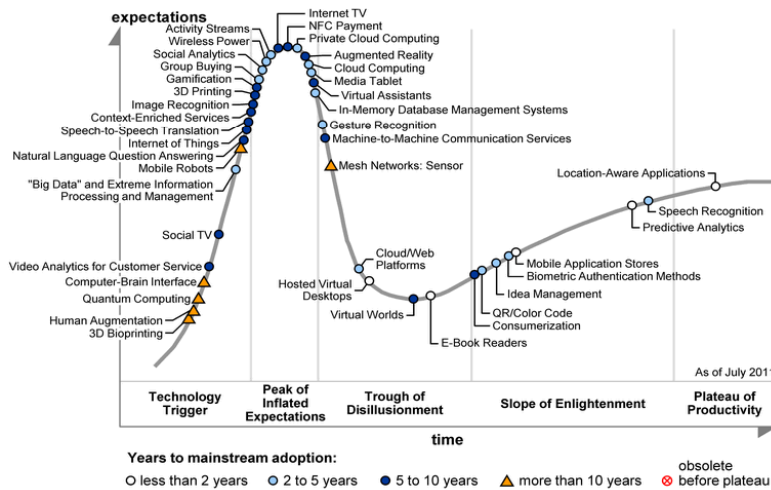 expectations
Activity Streams
Wireless Power
Social Analytics
Group Buying
Gamification
3D Printing
Image Recognition
Context-Enriched Services
Speech-to-Speech Translation
Internet of Things
Natural Language Question Answering
Mobile Robots
"Big Data" and Extreme Information
Processing and Management
Social TV
Video Analytics for Customer Service
Computer-Brain Interface
Quantum Computing
Human Augmentation
3D Bioprinting
Internet TV
NFC Payment
Private Cloud Computing
Augmented Reality
Cloud Computing
Media Tablet
Virtual Assistants
In-Memory Database Management Systems
Gesture Recognition
Machine-to-Machine Communication Services
Mesh Networks: Sensor
Cloud/Web
Platforms
Hosted Virtual
Desktops
Virtual Worlds
E-Book Readers
Consumerization
QR/Color Code
Idea Management
Biometric Authentication Methods
Mobile Application Stores
Predictive Analytics
Speech Recognition
Location-Aware Applications
As of July 2011
Technology
Trigger
Peak of
Inflated
Expectations
Trough of
Disillusionment
Slope of Enlightenment
Plateau of
Productivity
time
Years to mainstream adoption:
less than 2 years
2 to 5 years
5 to 10 years
more than 10 years
obsolete
before plateau